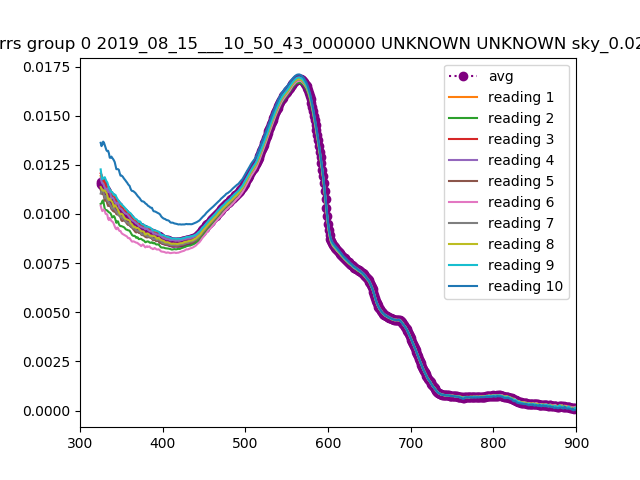 rrs group 0 2019_08_15___10_50_43_000000 UNKNOWN UNKNOWN sky_0.02
0.0175
0.0150
0.0125
0.0100
0.0075
0.0050
0.0025
0.0000
300 400 500 600 700 800 900
avg
reading 1
reading 2
reading 3
reading 4
reading 5
reading 6
reading 7
reading 8
reading 9
reading 10